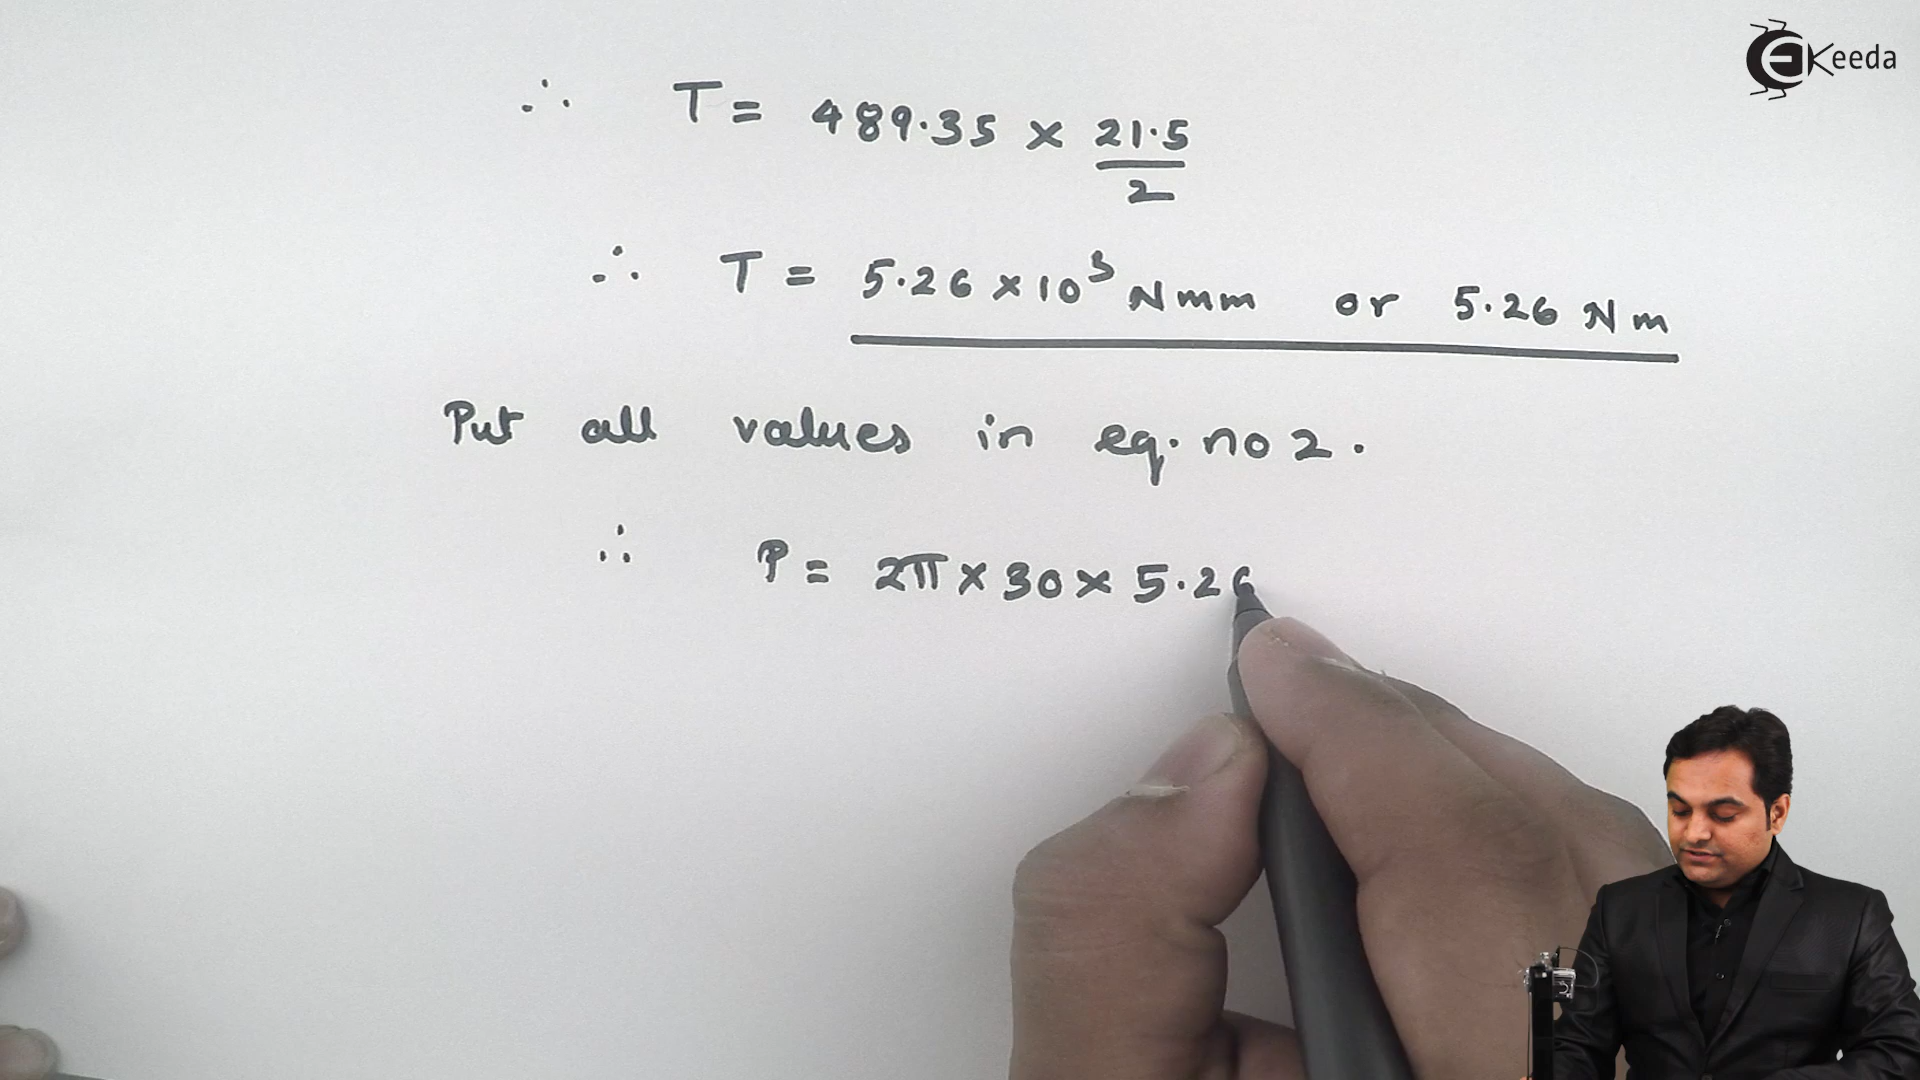 Keeda
∴ T = 489.35 × 21.5/2
∴ T = 5.26 × 10³ Nmm or 5.26 Nm
Put all values in eq. no 2.
∴ P = 2π × 30 × 5.26